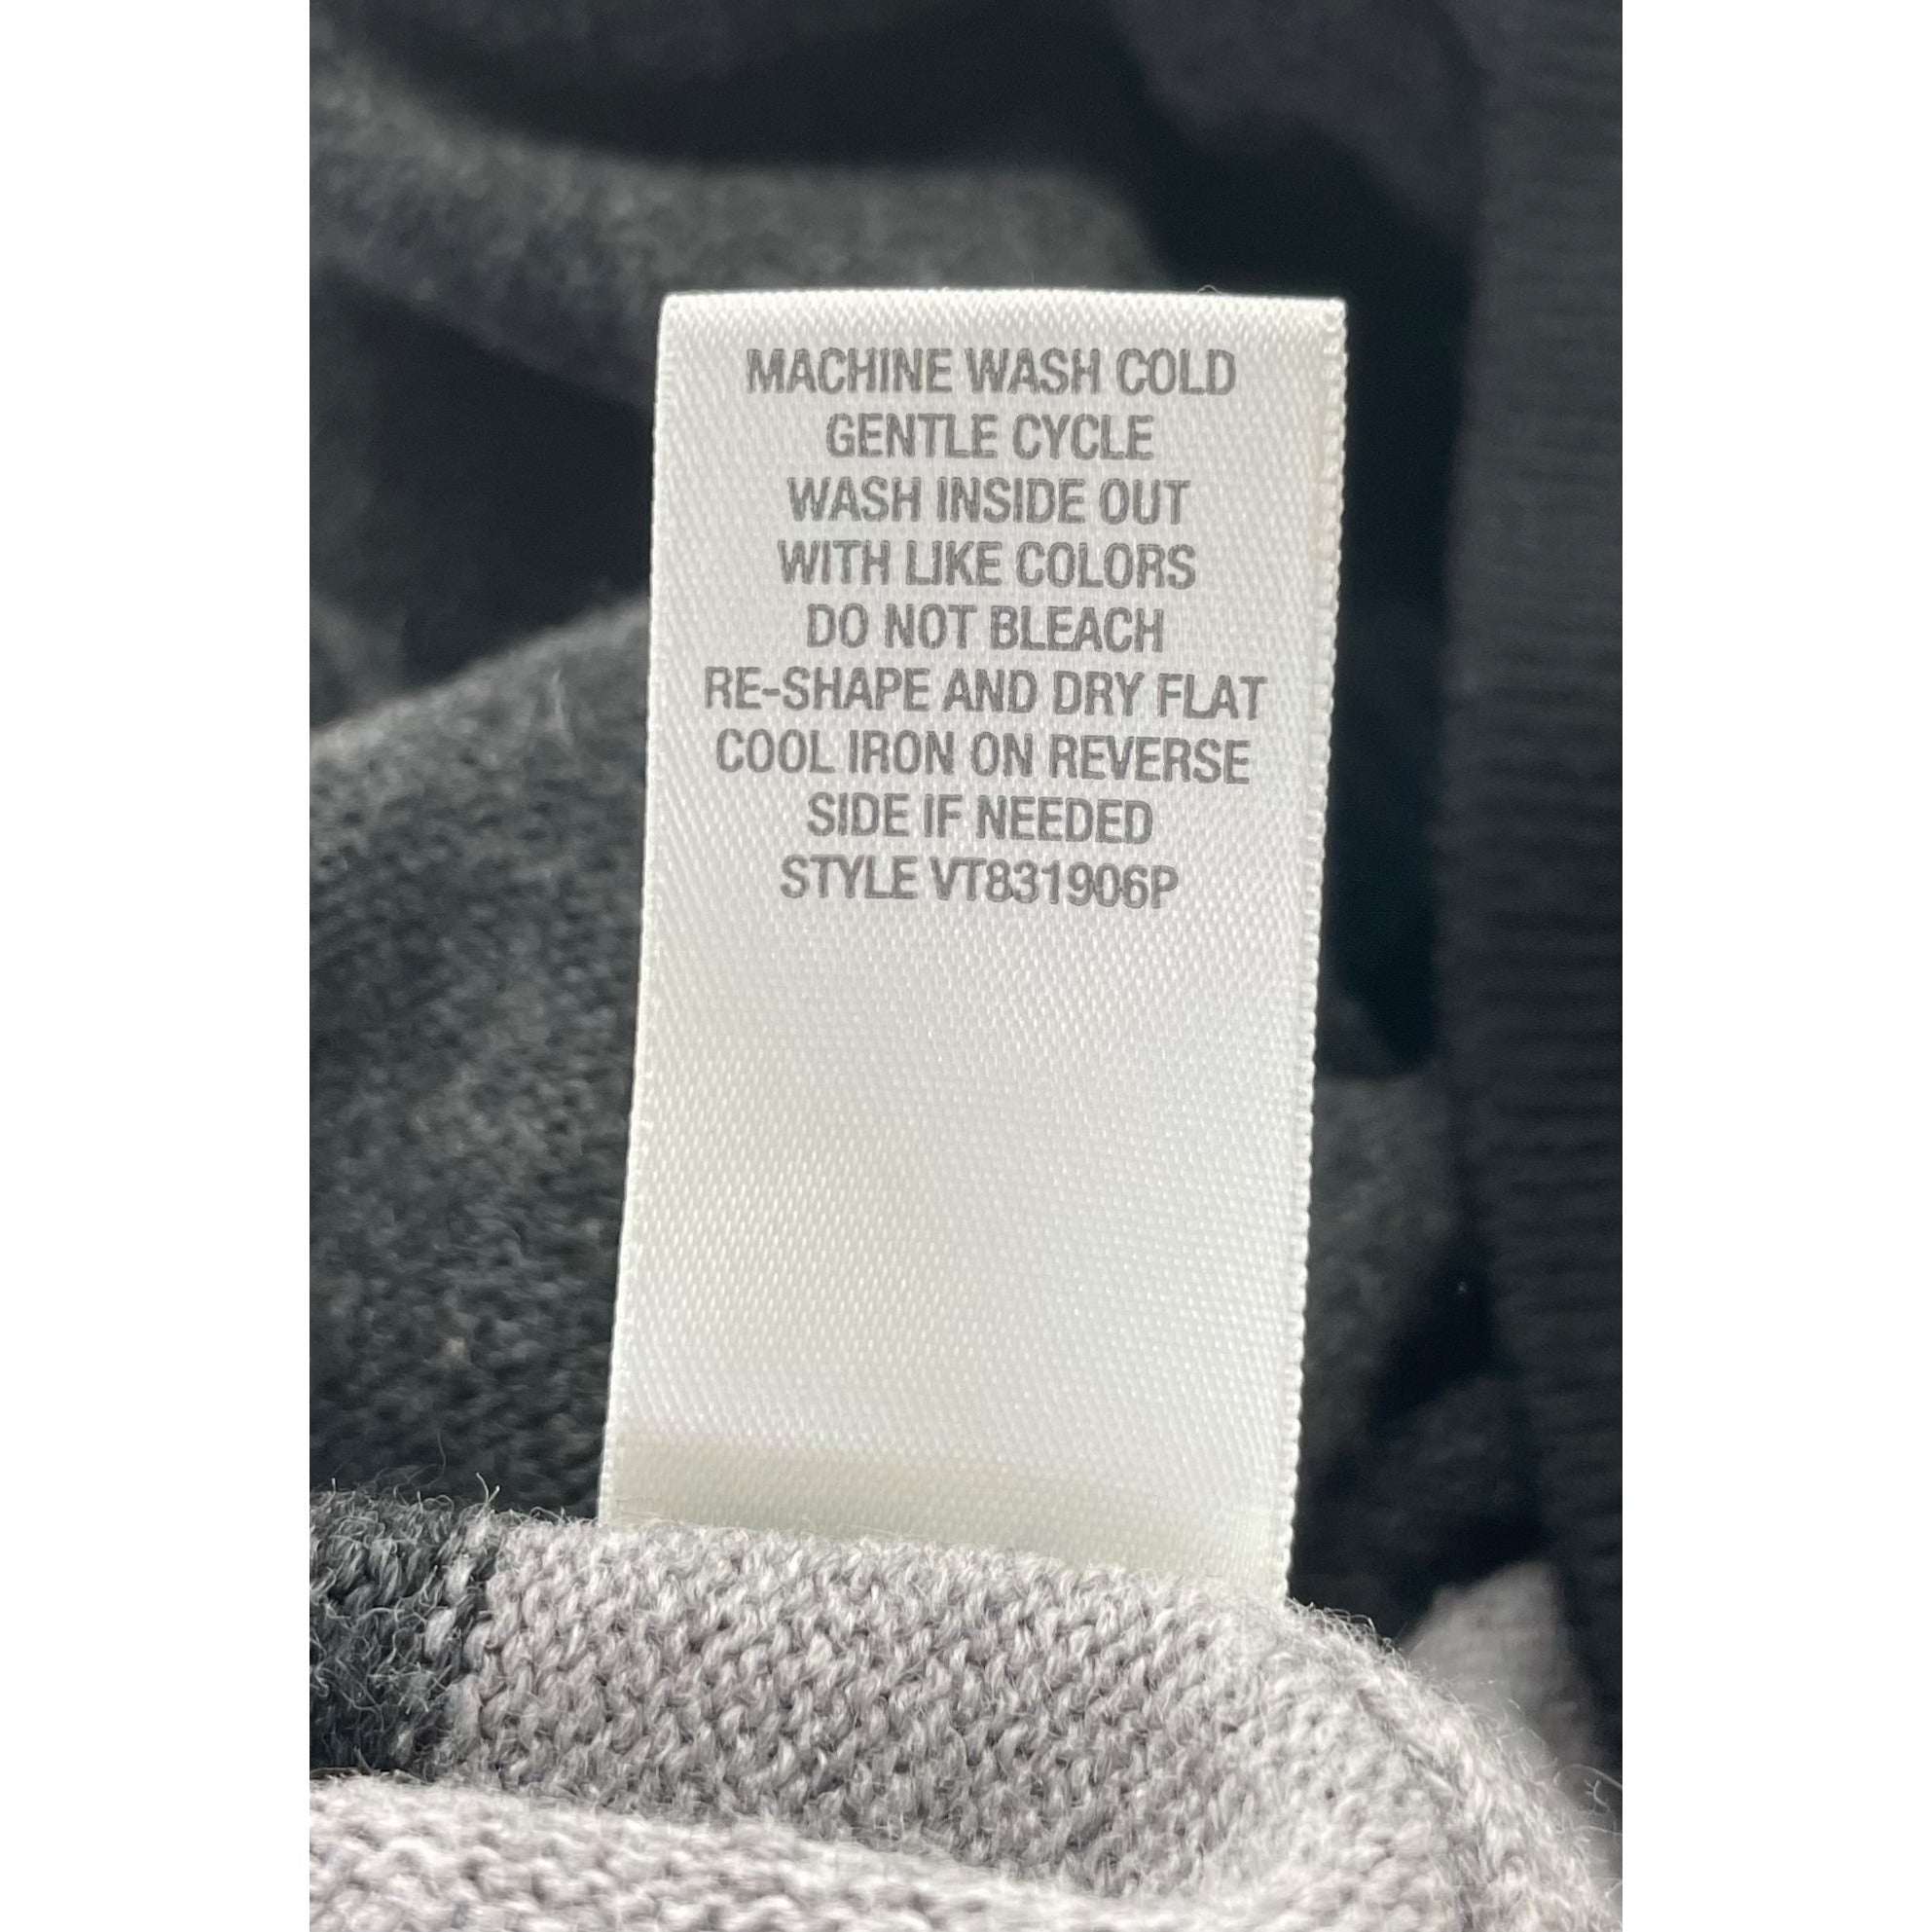 MACHINE WASH COLD
GENTLE CYCLE
WASH INSIDE OUT
WITH LIKE COLORS
DO NOT BLEACH
RE-SHAPE AND DRY FLAT
COOL IRON ON REVERSE
SIDE IF NEEDED
STYLE VT831906P